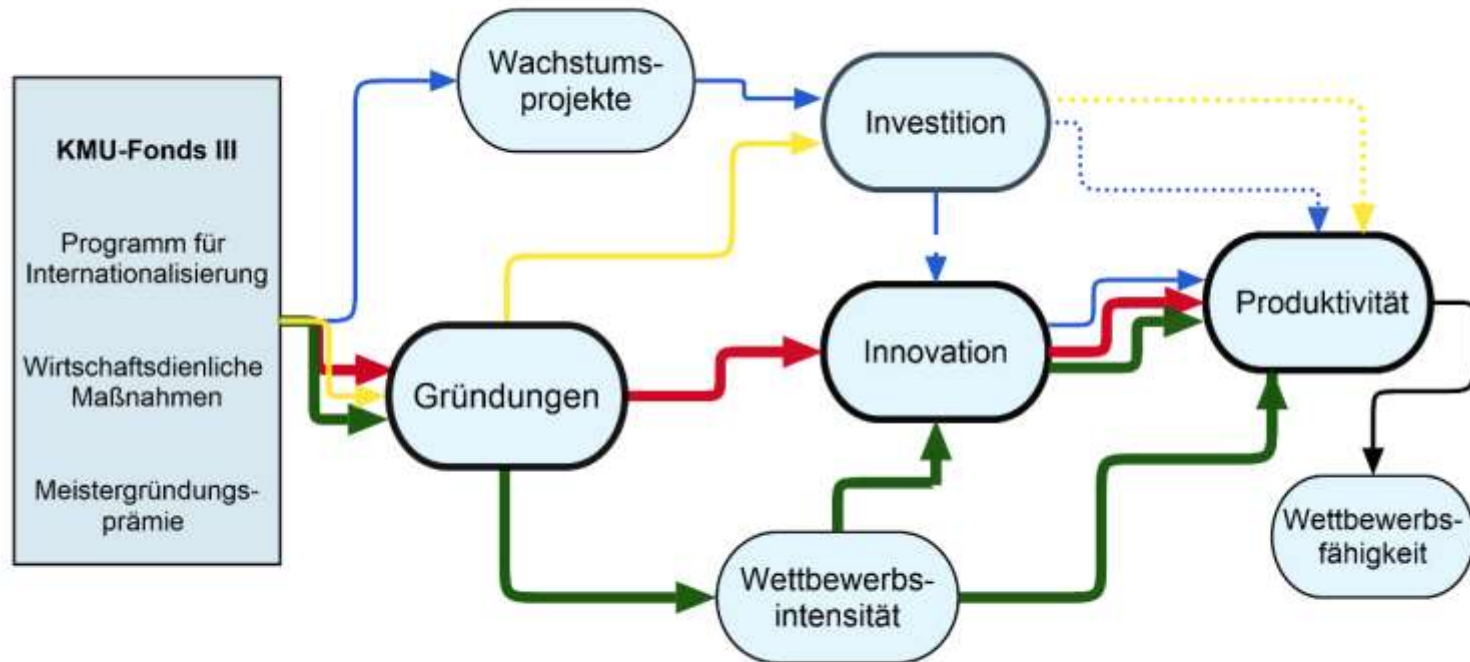 KMU-Fonds III
Programm für
Internationalisierung
Wirtschaftsdienliche
Maßnahmen
Meistergründungs-
prämie
Wachstums-
projekte
Investition
Gründungen
Innovation
Produktivität
Wettbewerbs-
intensität
Wettbewerbs-
fähigkeit